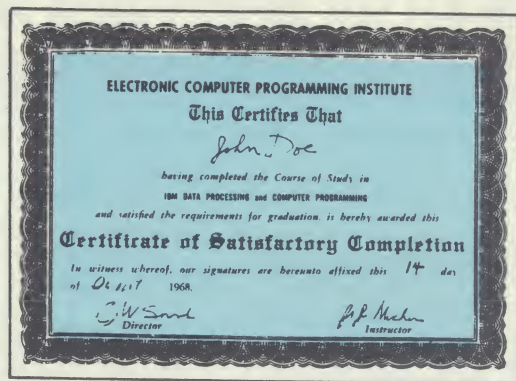 ELECTRONIC COMPUTER PROGRAMMING INSTITUTE
This Certifies That
John Doe
having completed the Course of Study in
IBM DATA PROCESSING and COMPUTER PROGRAMMING
and satisfied the requirements for graduation, is hereby awarded this
Certificate of Satisfactory Completion
In witness whereof, our signatures are hereunto affixed this 14 day
of 1968.
Director
Instructor